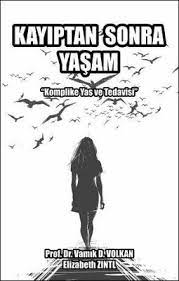 KAYIPTAN SONRA
YAŞAM
"Komplike Yas ve Tedavisi"
Prof. Dr. Vamık D. VOLKAN
Elizabeth ZINTL